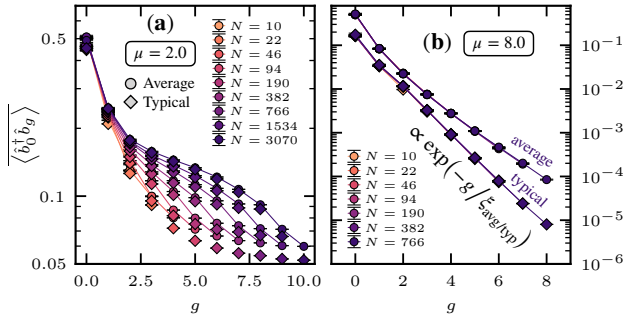 (a)
μ = 2.0
Average
Typical
N = 10
N = 22
N = 46
N = 94
N = 190
N = 382
N = 766
N = 1534
N = 3070
0.5
0.1
0.05
⟨b̂₀†b̂_g⟩
0.0 2.5 5.0 7.5 10.0
g
(b)
μ = 8.0
average
typical
∝ exp(−g/ξ_avg/typ)
N = 10
N = 22
N = 46
N = 94
N = 190
N = 382
N = 766
10⁻¹
10⁻²
10⁻³
10⁻⁴
10⁻⁵
10⁻⁶
0 2 4 6 8
g